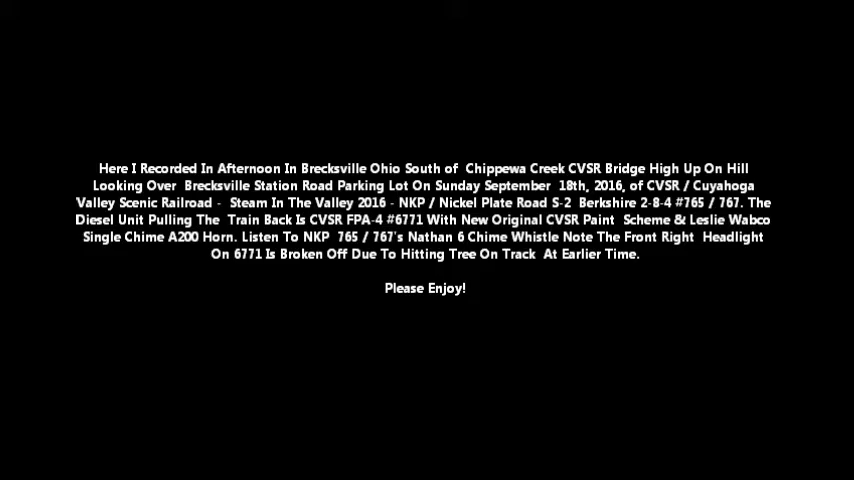 Here I Recorded In Afternoon In Brecksville Ohio South of  Chippewa Creek CVSR Bridge High Up On Hill
Looking Over  Brecksville Station Road Parking Lot On Sunday September  18th, 2016, of CVSR / Cuyahoga
Valley Scenic Railroad -  Steam In The Valley 2016 - NKP / Nickel Plate Road S-2  Berkshire 2-8-4 #765 / 767. The
Diesel Unit Pulling The  Train Back Is CVSR FPA-4 #6771 With New Original CVSR Paint  Scheme & Leslie Wabco
Single Chime A200 Horn. Listen To NKP  765 / 767's Nathan 6 Chime Whistle Note The Front Right  Headlight
On 6771 Is Broken Off Due To Hitting Tree On Track  At Earlier Time.
Please Enjoy!